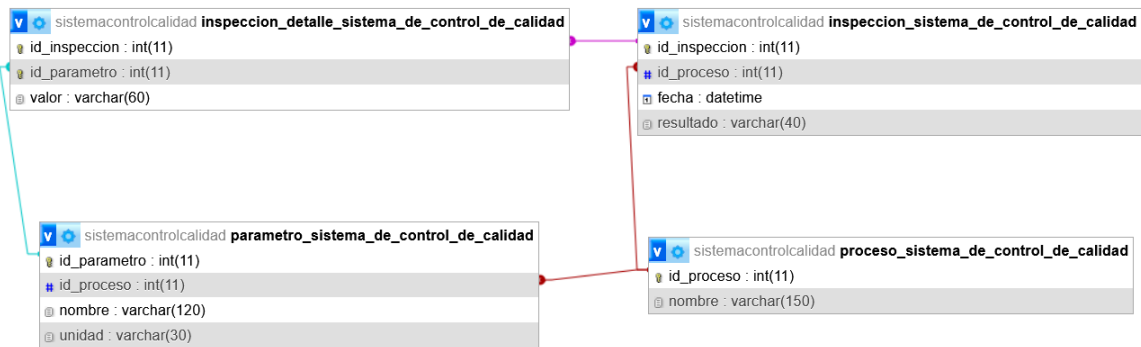 sistemacontrolcalidad inspeccion_detalle_sistema_de_control_de_calidad
id_inspeccion : int(11)
id_parametro : int(11)
valor : varchar(60)
sistemacontrolcalidad inspeccion_sistema_de_control_de_calidad
id_inspeccion : int(11)
id_proceso : int(11)
fecha : datetime
resultado : varchar(40)
sistemacontrolcalidad parametro_sistema_de_control_de_calidad
id_parametro : int(11)
id_proceso : int(11)
nombre : varchar(120)
unidad : varchar(30)
sistemacontrolcalidad proceso_sistema_de_control_de_calidad
id_proceso : int(11)
nombre : varchar(150)